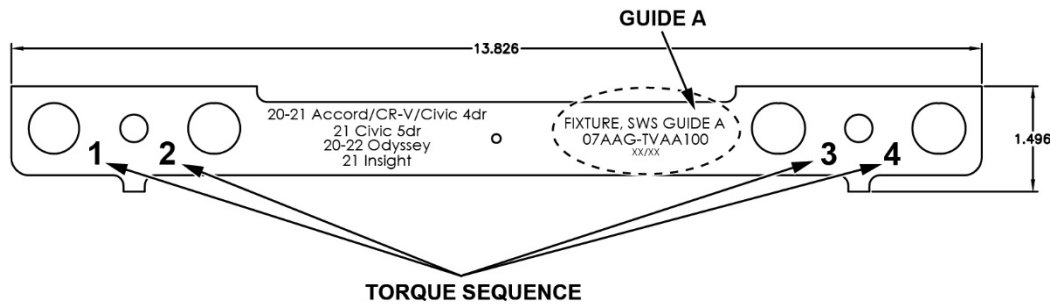 GUIDE A
13.826
20-21 Accord/CR-V/Civic 4dr
21 Civic 5dr
20-22 Odyssey
21 Insight
FIXTURE, SWS GUIDE A
07AAG-TVAA100
XX/XX
1.496
1
2
3
4
TORQUE SEQUENCE